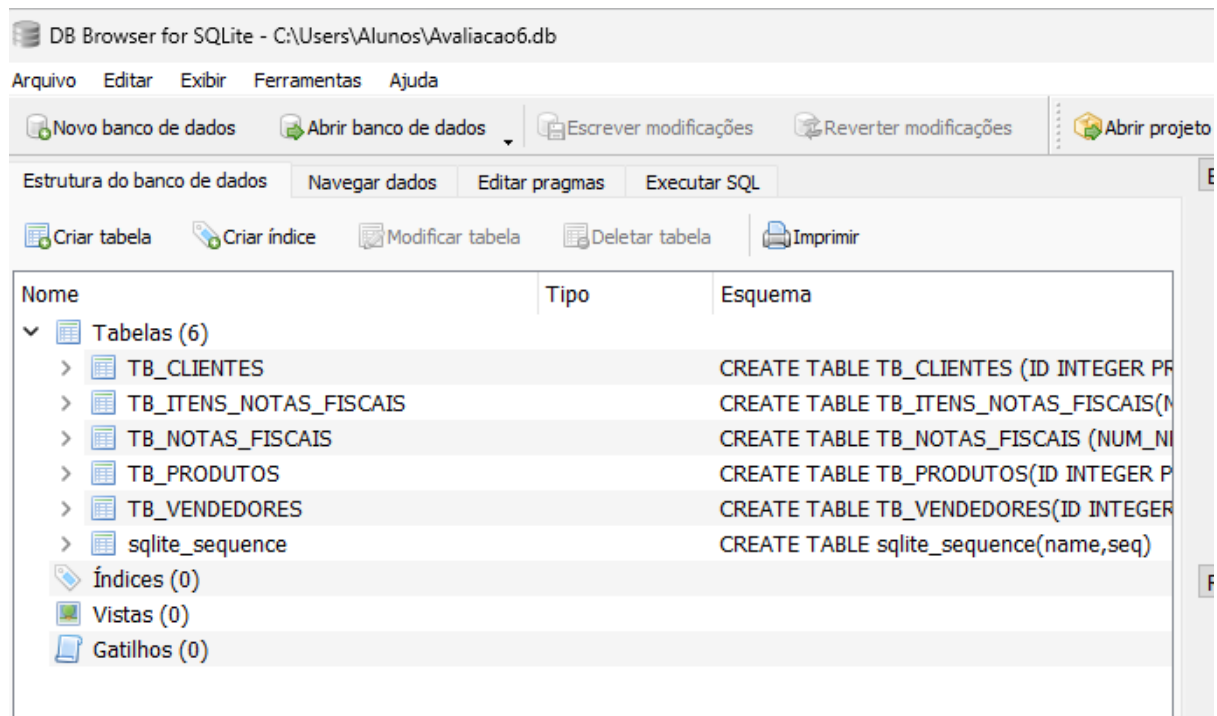 DB Browser for SQLite - C:\Users\Alunos\Avaliacao6.db
Arquivo Editar Exibir Ferramentas Ajuda
Novo banco de dados Abrir banco de dados Escrever modificações Reverter modificações Abrir projeto
Estrutura do banco de dados Navegar dados Editar pragmas Executar SQL
Criar tabela Criar índice Modificar tabela Deletar tabela Imprimir
Nome Tipo Esquema
Tabelas (6)
TB_CLIENTES CREATE TABLE TB_CLIENTES (ID INTEGER PR
TB_ITENS_NOTAS_FISCAIS CREATE TABLE TB_ITENS_NOTAS_FISCAIS(
TB_NOTAS_FISCAIS CREATE TABLE TB_NOTAS_FISCAIS (
TB_PRODUTOS CREATE TABLE TB_PRODUTOS(ID INTEGER P
TB_VENDEDORES CREATE TABLE TB_VENDEDORES(ID INTEGER
sqlite_sequence CREATE TABLE sqlite_sequence(name,seq)
Índices (0)
Vistas (0)
Gatilhos (0)